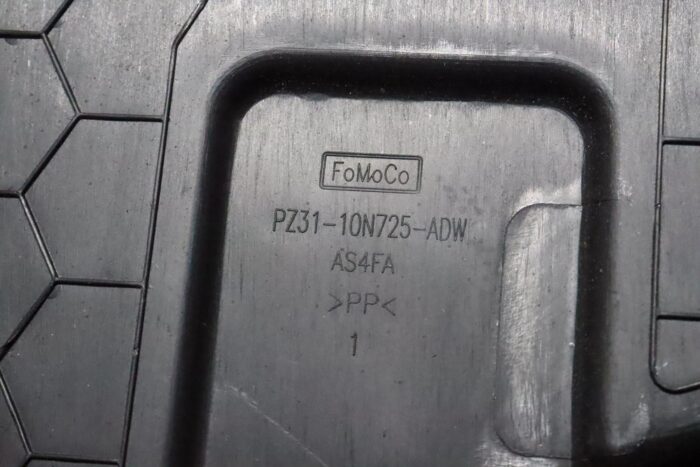 FoMoCo
PZ31-10N725-ADW
AS4FA
>PP<
1